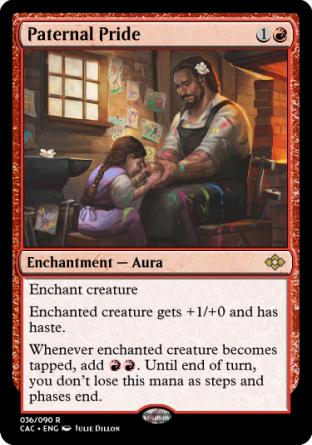 Paternal Pride 1
Enchantment — Aura
Enchant creature
Enchanted creature gets +1/+0 and has
haste.
Whenever enchanted creature becomes
tapped, add . Until end of turn,
you don't lose this mana as steps and
phases end.
036/090 R
CAC • ENG Julie Dillon